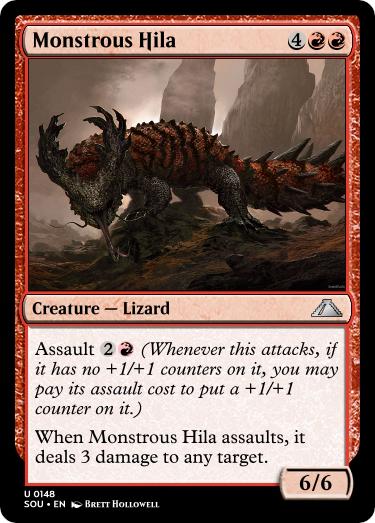 Monstrous Hila 4
Creature — Lizard
Assault 2 (Whenever this attacks, if
it has no +1/+1 counters on it, you may
pay its assault cost to put a +1/+1
counter on it.)
When Monstrous Hila assaults, it
deals 3 damage to any target.
6/6
U 0148
SOU • EN Brett Hollowell